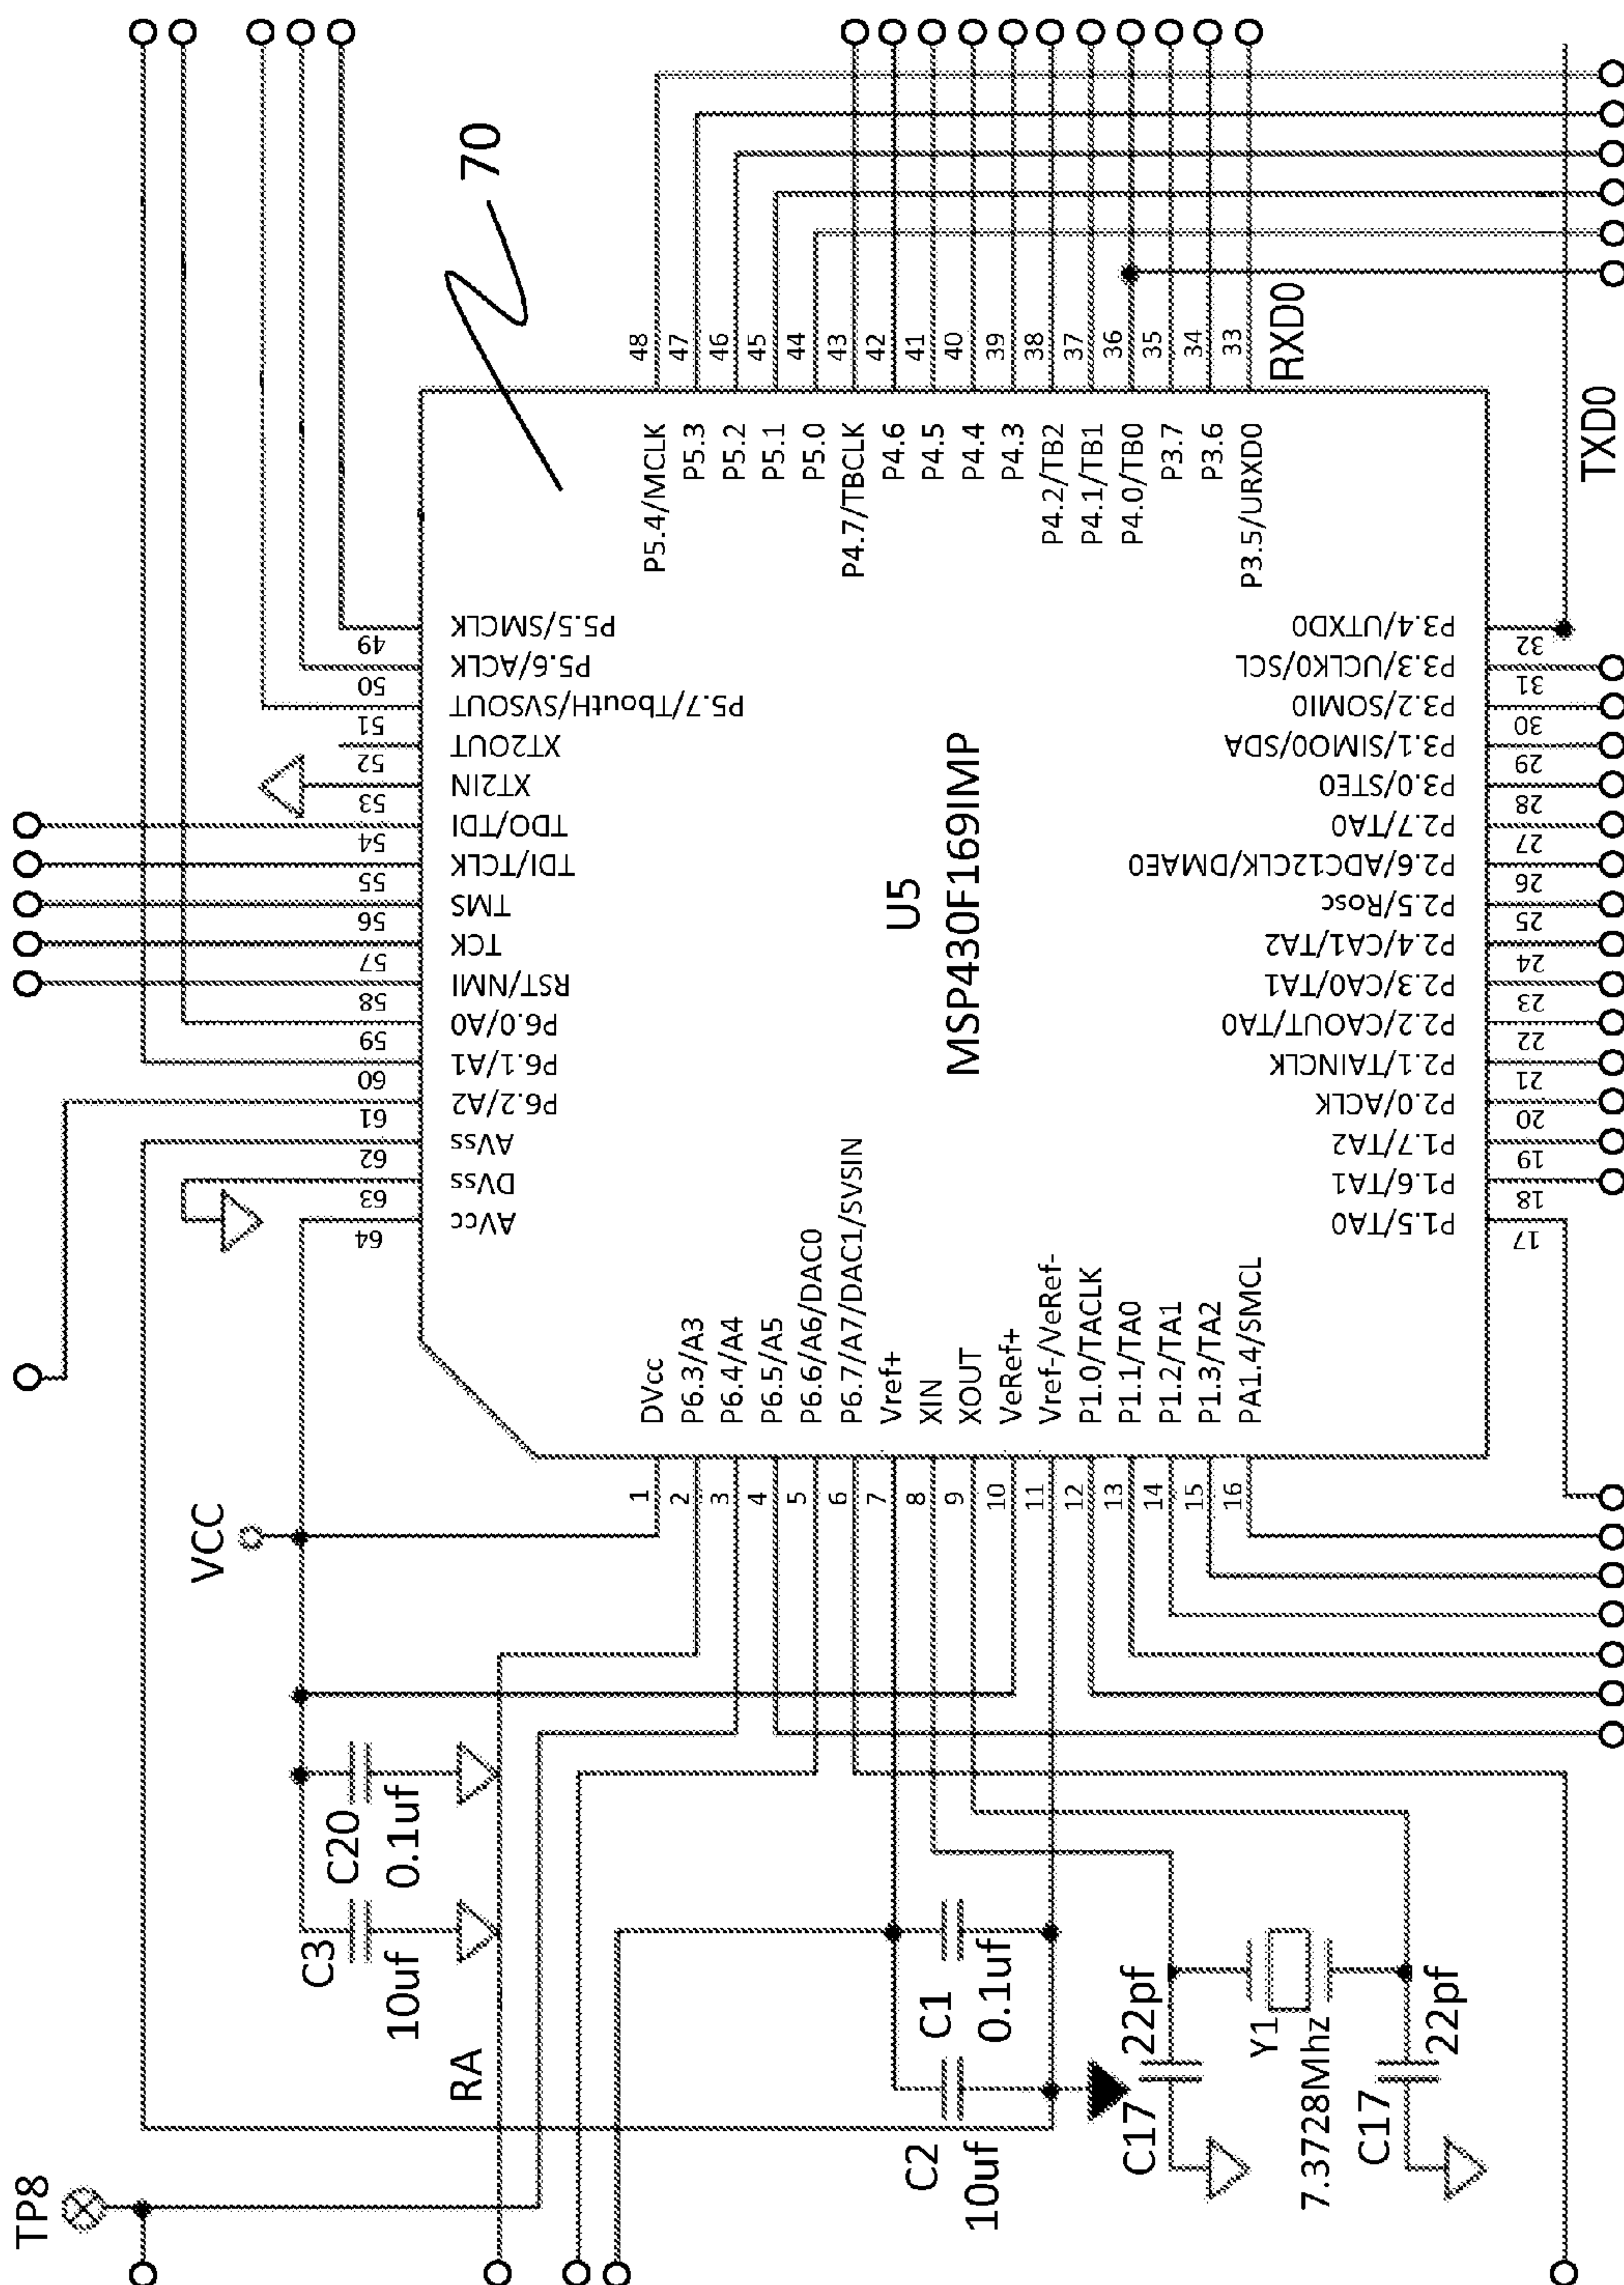 TP8
VCC
70
C3
10uf
C20
0.1uf
RA
C2
10uf
C1
0.1uf
C17
22pf
Y1
7.3728Mhz
C17
22pf
U5
MSP430F169IMP
1 DVcc
2 P6.3/A3
3 P6.4/A4
4 P6.5/A5
5 P6.6/A6/DAC0
6 P6.7/A7/DAC1/SVSIN
7 Vref+
8 XIN
9 XOUT
10 VeRef+
11 Vref-/VeRef-
12 P1.0/TACLK
13 P1.1/TA0
14 P1.2/TA1
15 P1.3/TA2
16 PA1.4/SMCL
17 P1.5/TA0
18 P1.6/TA1
19 P1.7/TA2
20 P2.0/ACLK
21 P2.1/TAINCLK
22 P2.2/CAOUT/TA0
23 P2.3/CA0/TA1
24 P2.4/CA1/TA2
25 P2.5/Rosc
26 P2.6/ADC12CLK/DMAE0
27 P2.7/TA0
28 P3.0/STE0
29 P3.1/SIMO0/SDA
30 P3.2/SOMI0
31 P3.3/UCLK0/SCL
32 P3.4/UTXD0
33 P3.5/URXD0
34 P3.6
35 P3.7
36 P4.0/TB0
37 P4.1/TB1
38 P4.2/TB2
39 P4.3
40 P4.4
41 P4.5
42 P4.6
43 P4.7/TBCLK
44 P5.0
45 P5.1
46 P5.2
47 P5.3
48 P5.4/MCLK
49 P5.5/SMCLK
50 P5.6/ACLK
51 P5.7/TboutH/SVSOUT
52 XT2OUT
53 XT2IN
54 TDO/TDI
55 TDI/TCLK
56 TMS
57 TCK
58 RST/NMI
59 P6.0/A0
60 P6.1/A1
61 P6.2/A2
62 AVss
63 DVss
64 AVcc
RXD0
TXD0